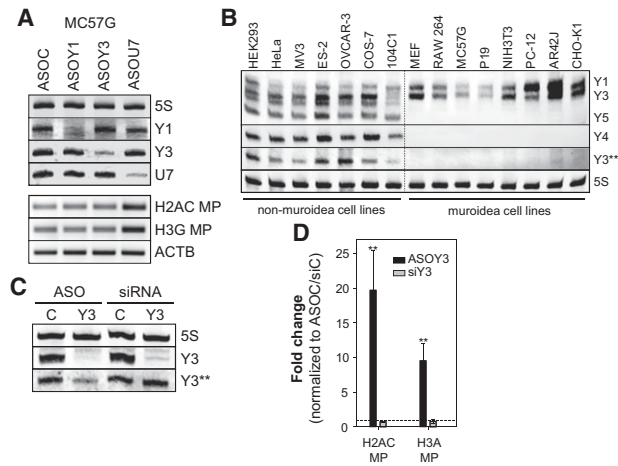 A
MC57G
ASOC
ASOY1
ASOY3
ASOU7
5S
Y1
Y3
U7
H2AC MP
H3G MP
ACTB
B
HEK293
HeLa
MV3
ES-2
OVCAR-3
COS-7
104C1
MEF
RAW 264
MC57G
P19
NIH3T3
PC-12
AR42J
CHO-K1
Y1
Y3
Y5
Y4
Y3**
5S
non-muroidea cell lines
muroidea cell lines
C
ASO siRNA
C Y3 C Y3
5S
Y3
Y3**
D
Fold change
(normalized to ASOC/siC)
25
20
15
10
5
0
**
**
ASOY3
siY3
H2AC
MP
H3A
MP